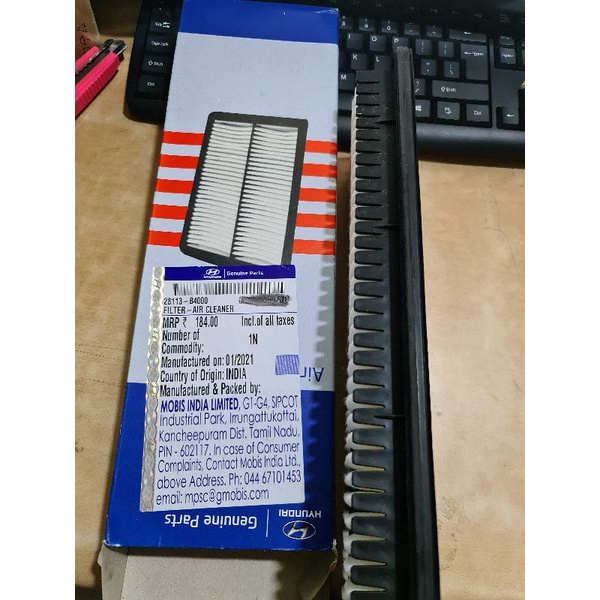 HYUNDAI | Genuine Parts
28113-B4000
FILTER-AIR CLEANER
MRP ₹ 184.00 Incl.of all taxes
Number of
Commodity: 1N
Manufactured on: 01/2021
Country of Origin: INDIA
Manufactured & Packed by:
MOBIS INDIA LIMITED, G1-G4, SIPCOT
Industrial Park, Irrungattukottai,
Kancheepuram Dist. Tamil Nadu,
PIN - 602117. In case of Consumer
Complaints, Contact Mobis India Ltd.,
above Address. Ph: 044 67101453
email: mpsc@gmobis.com
Air
HYUNDAI | Genuine Parts